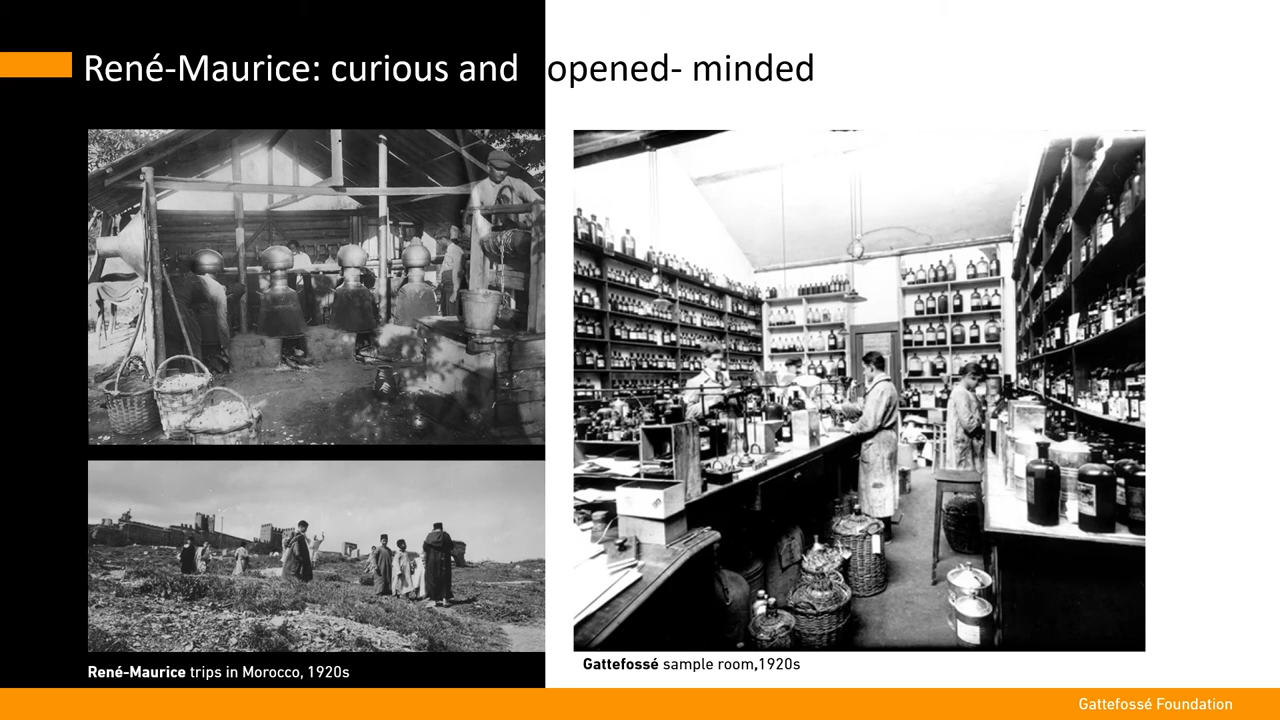 René-Maurice: curious and opened- minded
René-Maurice trips in Morocco, 1920s
Gattefossé sample room,1920s
Gattefossé Foundation